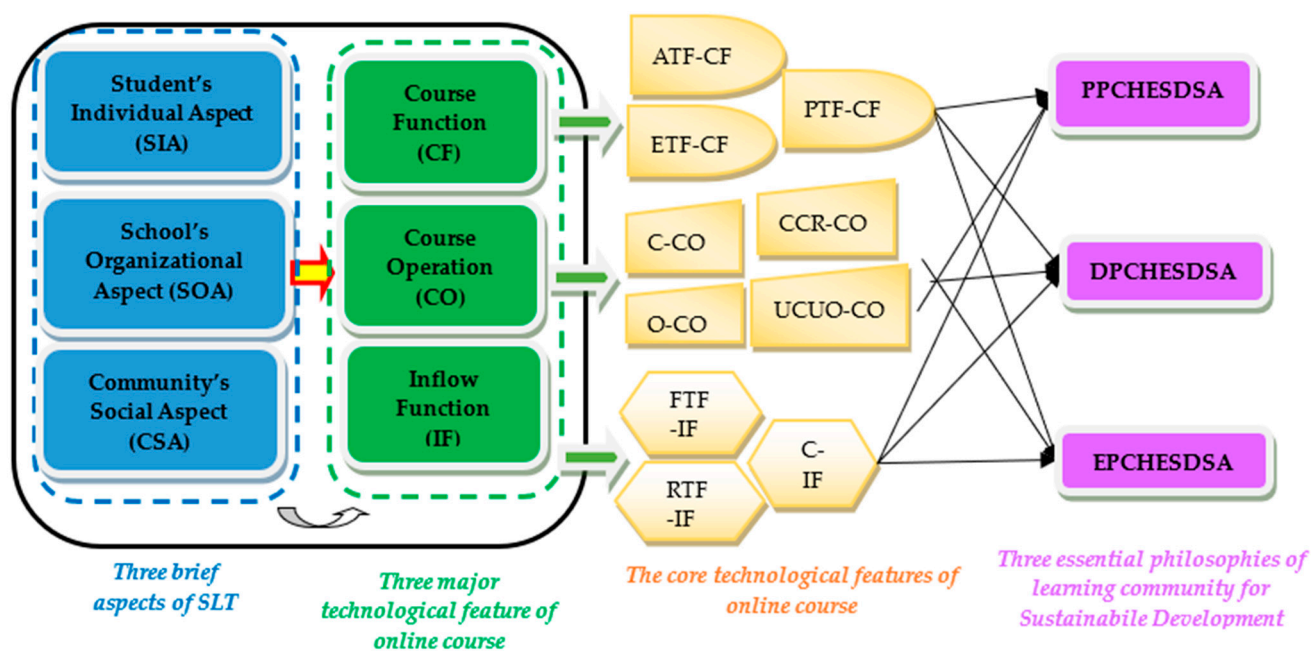 Student's
Individual Aspect
(SIA)
School's
Organizational
Aspect (SOA)
Community's
Social Aspect
(CSA)
Course
Function
(CF)
Course
Operation
(CO)
Inflow
Function
(IF)
ATF-CF
PTF-CF
ETF-CF
C-CO
CCR-CO
O-CO
UCUO-CO
FTF
-IF
C-
IF
RTF
-IF
PPCHESDSA
DPCHESDSA
EPCHESDSA
Three brief
aspects of SLT
Three major
technological feature of
online course
The core technological features of
online course
Three essential philosophies of
learning community for
Sustainabile Development